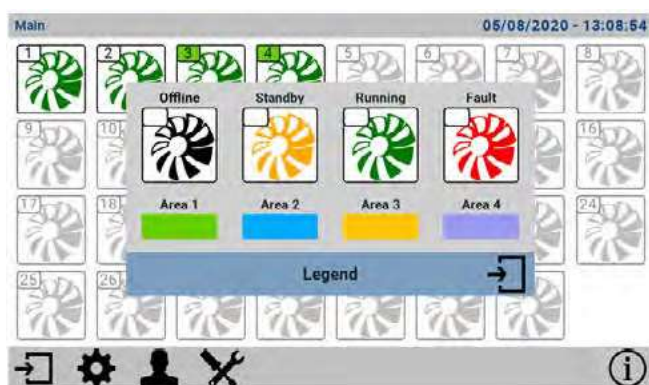 Main 05/08/2020 - 13:08:54
1 2 3 4 5 6 7 8
Offline Standby Running Fault
9 10 16
17 18 Area 1 Area 2 Area 3 Area 4 24
Legend
25 26